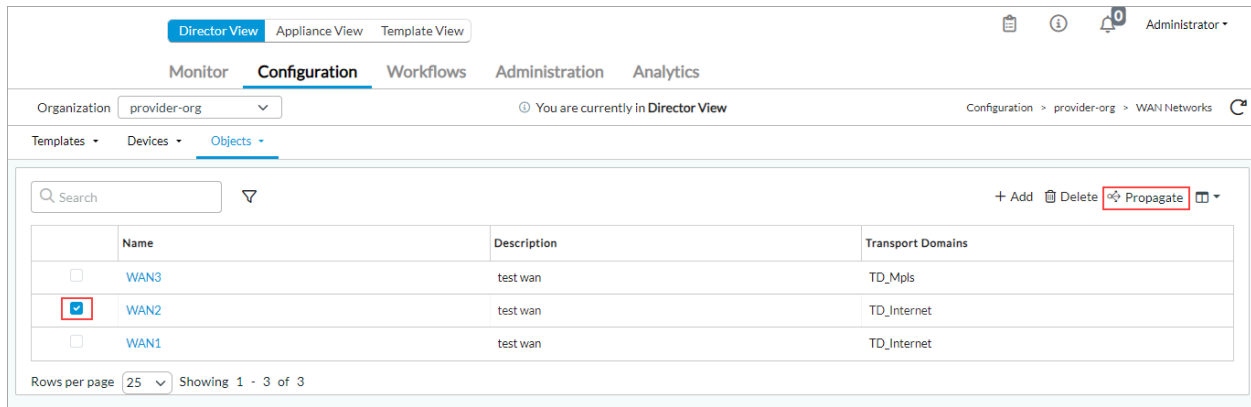 Director View Appliance View Template View 0 Administrator
Monitor Configuration Workflows Administration Analytics
Organization provider-org You are currently in Director View Configuration > provider-org > WAN Networks
Templates Devices Objects
Search + Add Delete Propagate
Name Description Transport Domains
WAN3 test wan TD_Mpls
WAN2 test wan TD_Internet
WAN1 test wan TD_Internet
Rows per page 25 Showing 1 - 3 of 3